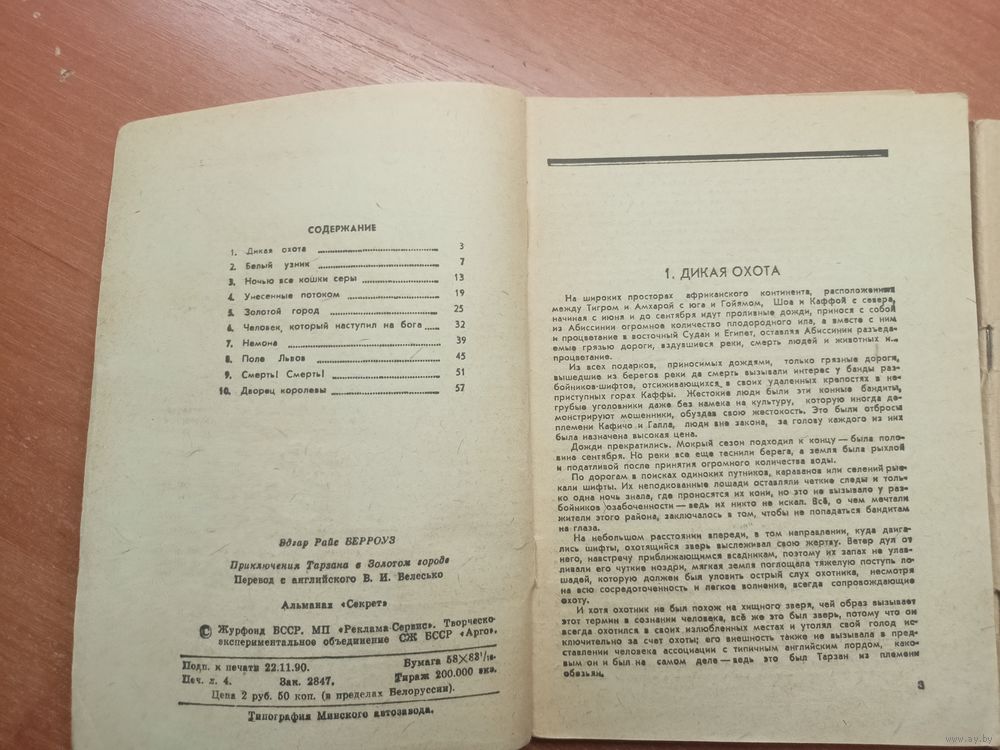 СОДЕРЖАНИЕ
1. Дикая охота ........ 3
2. Белый узник ........ 7
3. Ночью все кошки серы ........ 13
4. Унесенные потоком ........ 19
5. Золотой город ........ 25
6. Человек, который наступил на бога ... 32
7. Немона ........ 39
8. Поле Львов ........ 45
9. Смерть! Смерть! ........ 51
10. Дворец королевы ........ 57
Эдгар Райс БЕРРОУЗ
Приключения Тарзана в Золотом городе
Перевод с английского В. И. Велесько
Альманах «Секрет»
© Журфонд БССР. МП «Реклама-Сервис». Творческо-
экспериментальное объединение СЖ БССР «Арго».
Подп. к печати 22.11.90. Бумага 58×83¹/₁₆.
Печ. л. 4. Зак. 2847. Тираж 200.000 экз.
Цена 2 руб. 50 коп. (в пределах Белоруссии).
Типография Минского автозавода.
1. ДИКАЯ ОХОТА
На широких просторах африканского континента, расположенных
между Тигром и Амхарой с юга и Гойямом, Шоа и Каффой с севера,
начиная с июня и до сентября идут проливные дожди, принося с собой
из Абиссинии огромное количество плодородного ила, а вместе с ним
и процветание в восточный Судан и Египет, оставляя Абиссинии разъеда-
емые грязью дороги, вздувшиеся реки, смерть людей и животных и...
процветание.
Из всех подарков, приносимых дождями, только грязные дороги,
вышедшие из берегов реки да смерть вызывали интерес у банды раз-
бойников-шифтов, отсиживающихся в своих удаленных крепостях в не-
приступных горах Каффы. Жестокие люди были эти конные бандиты,
грубые уголовники даже без намека на культуру, которую иногда де-
монстрируют мошенники, обуздав свою жестокость. Это были отбросы
племени Кафичо и Галла, люди вне закона, за голову каждого из них
была назначена высокая цена.
Дожди прекратились. Мокрый сезон подходил к концу — была поло-
вина сентября. Но реки все еще теснили берега, а земля была рыхлой
и податливой после принятия огромного количества воды.
По дорогам в поисках одиноких путников, караванов или селений рыс-
кали шифты. Их неподкованные лошади оставляли четкие следы и толь-
ко одна ночь знала, где проносятся их кони, но это не вызывало у раз-
бойников озабоченности — ведь их никто не искал. Всё, о чем мечтали
жители этого района, заключалось в том, чтобы не попадаться бандитам
на глаза.
На небольшом расстоянии впереди, в том направлении, куда двига-
лись шифты, охотящийся зверь выслеживал свою жертву. Ветер дул от
него, навстречу приближающимся всадникам, поэтому их запах не улав-
ливали его чуткие ноздри, мягкая земля поглощала тяжелую поступь ло-
шадей, которую должен был уловить острый слух охотника, несмотря
на всю сосредоточенность и легкое волнение, всегда сопровождающие
охоту.
И хотя охотник не был похож на хищного зверя, чей образ вызывает
этот термин в сознании человека, всё же это был зверь, потому что он
всегда охотился в своих излюбленных местах и утолял свой голод ис-
ключительно за счет охоты; его внешность также не вызывала в пред-
ставлении человека ассоциации с типичным английским лордом, како-
вым он и был на самом деле — ведь это был Тарзан из племени
обезьян.
3
www.ay.by